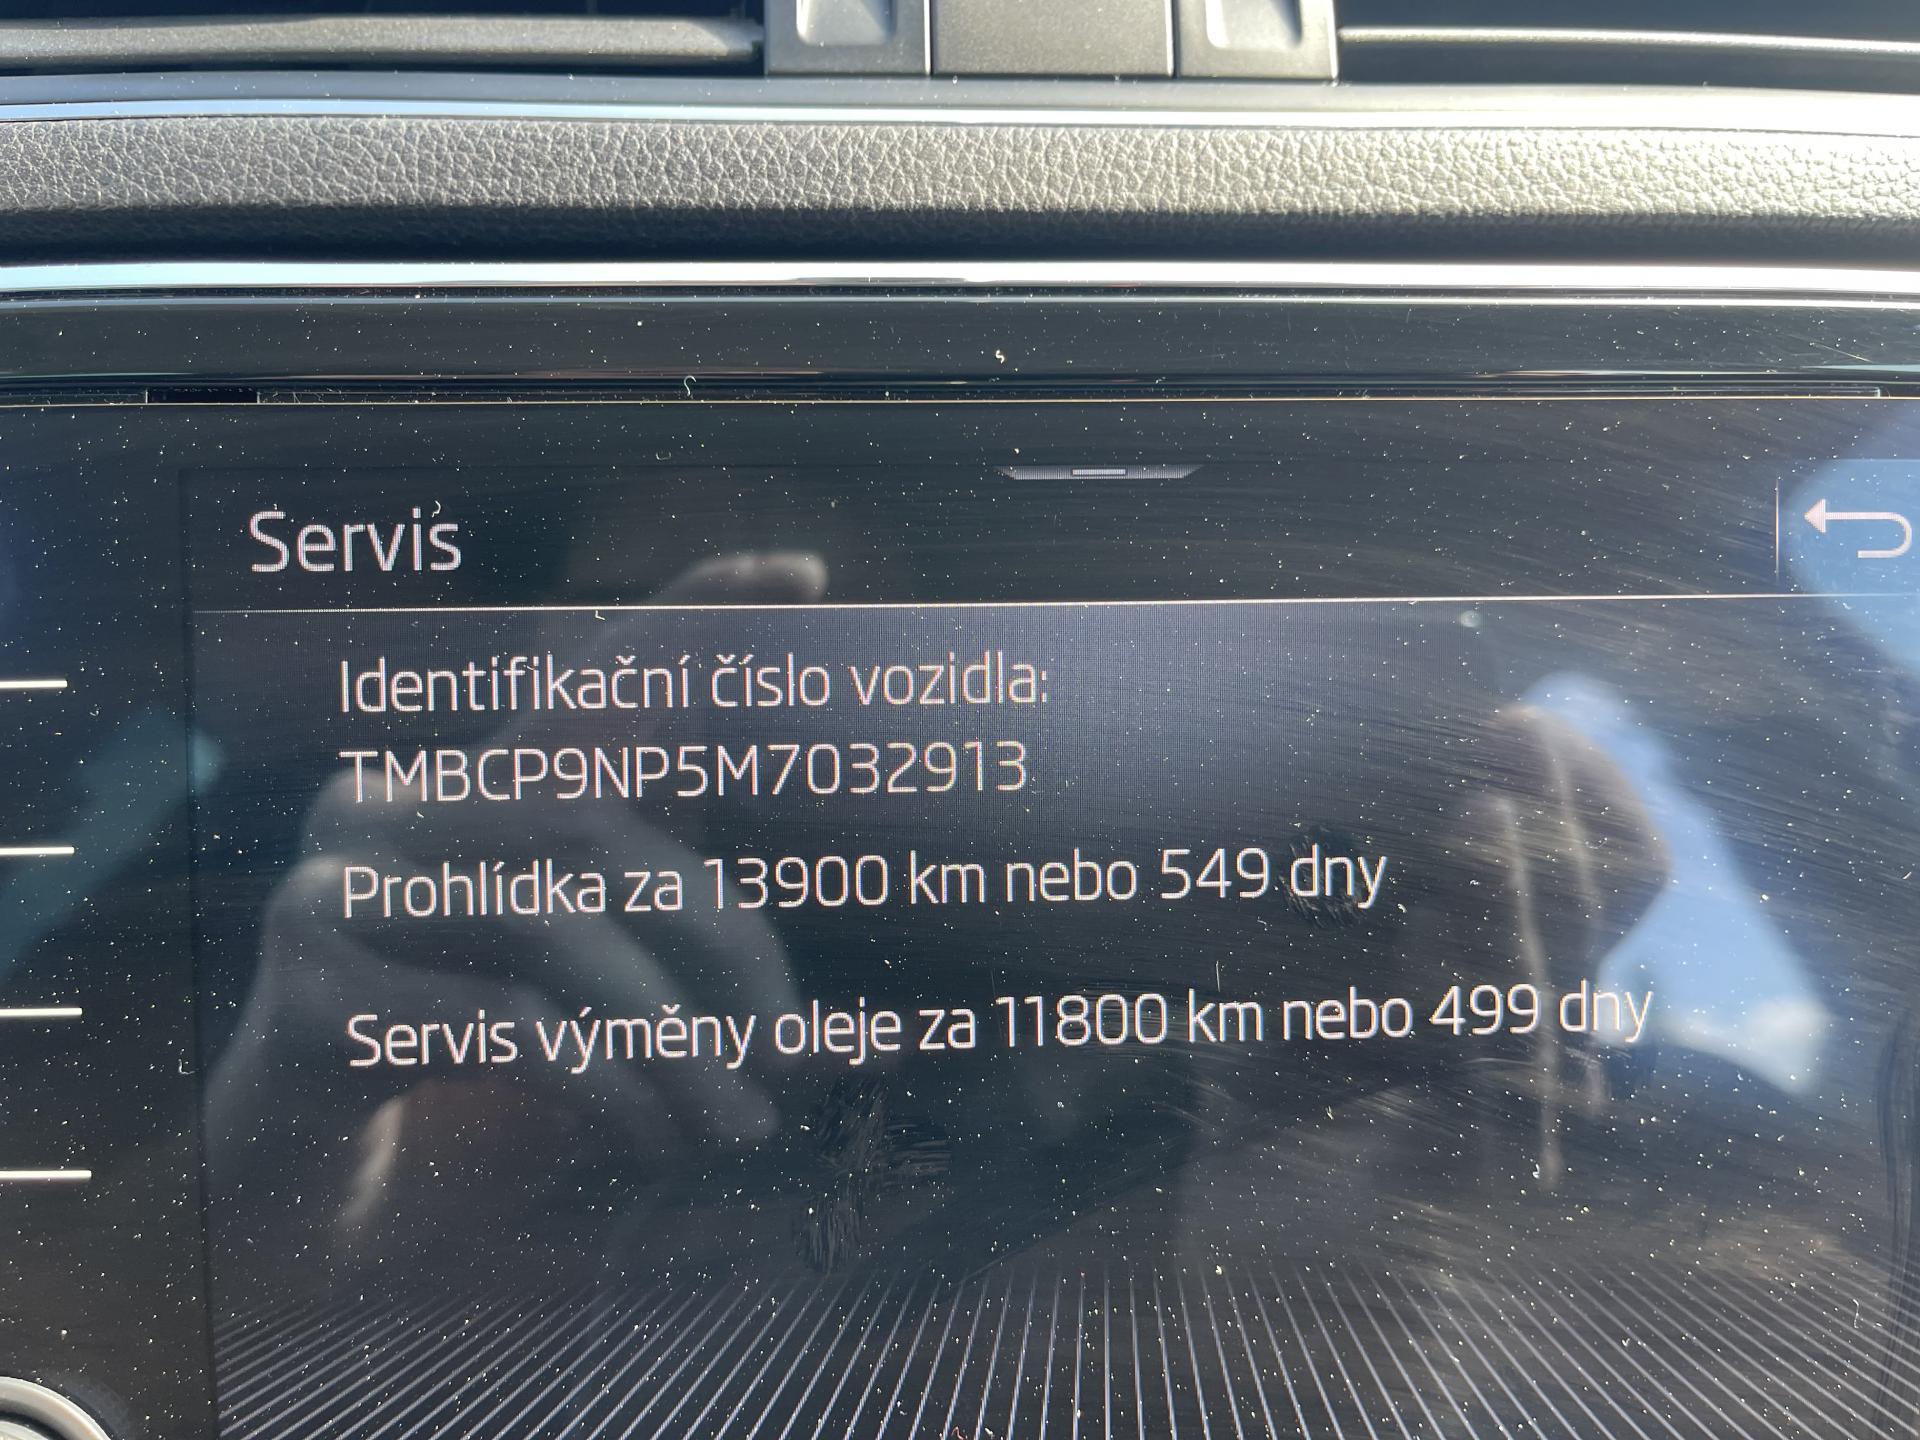 Servis
Identifikační číslo vozidla:
TMBCP9NP5M7032913
Prohlídka za 13900 km nebo 549 dny
Servis výměny oleje za 11800 km nebo 499 dny